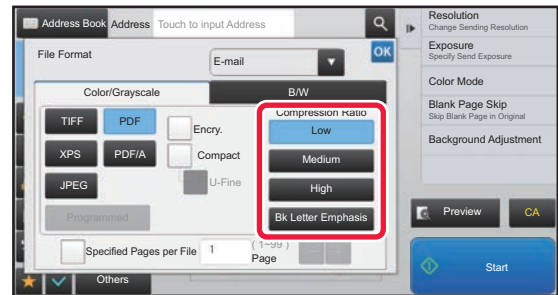 Address Book
Address
Touch to input Address
File Format
E-mail
OK
Color/Grayscale
B/W
TIFF
PDF
Encry.
XPS
PDF/A
Compact
JPEG
U-Fine
Programmed
Compression Ratio
Low
Medium
High
Bk Letter Emphasis
Specified Pages per File
1
( 1~99 )
Page
Others
Resolution
Change Sending Resolution
Exposure
Specify Send Exposure
Color Mode
Blank Page Skip
Skip Blank Page in Original
Background Adjustment
Preview
CA
Start